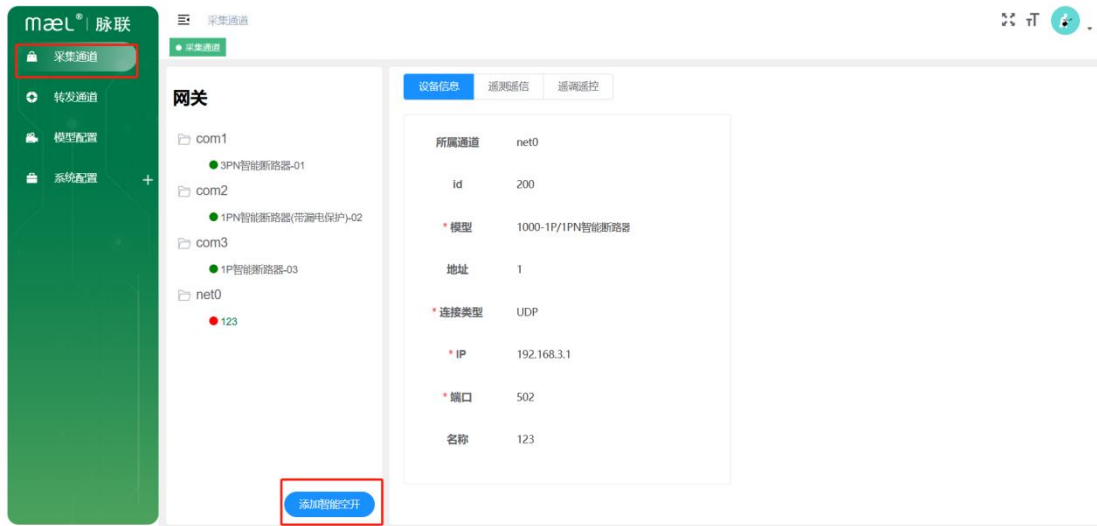 mæL® | 脉联
采集通道
转发通道
模型配置
系统配置 +
采集通道
采集通道
网关
com1
3PN智能断路器-01
com2
1PN智能断路器(带漏电保护)-02
com3
1P智能断路器-03
net0
123
添加智能空开
设备信息 遥测遥信 遥调遥控
所属通道 net0
id 200
* 模型 1000-1P/1PN智能断路器
地址 1
* 连接类型 UDP
* IP 192.168.3.1
* 端口 502
名称 123